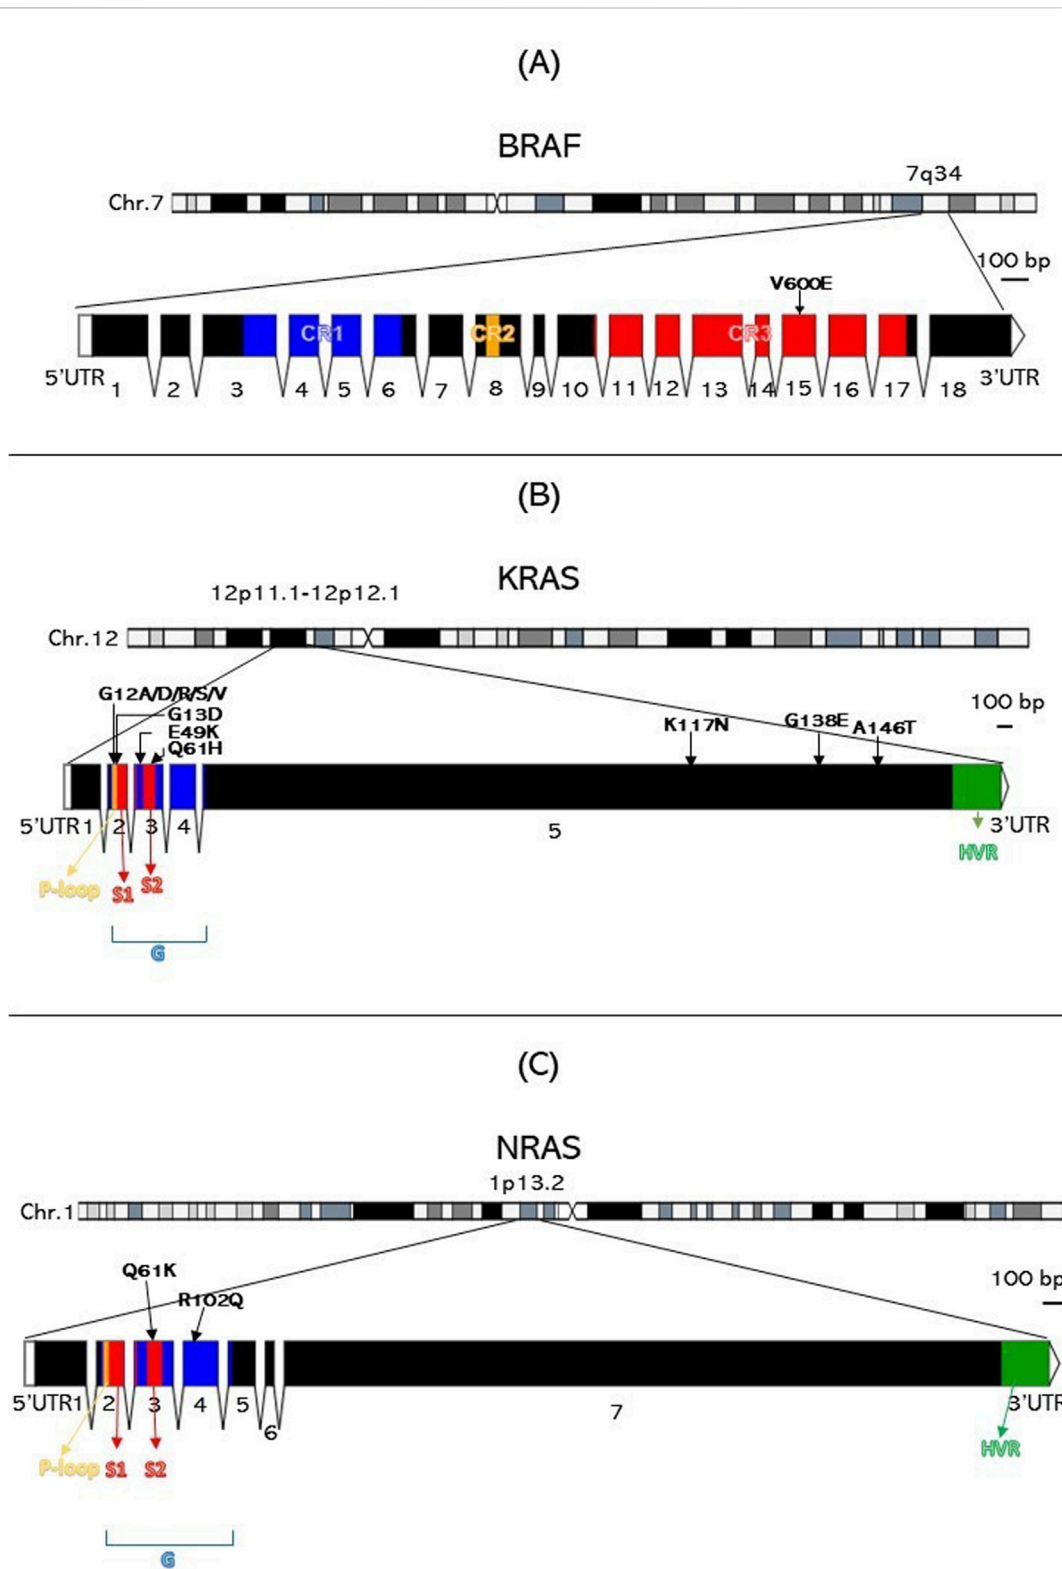 (A)
BRAF
7q34
Chr.7
100 bp
V600E
CR1 CR2 CR3
5'UTR 1 2 3 4 5 6 7 8 9 10 11 12 13 14 15 16 17 18 3'UTR
(B)
KRAS
12p11.1-12p12.1
Chr.12
G12A/D/R/S/V
100 bp
G13D
K117N G138E A146T
E49K
Q61H
5'UTR 1 2 3 4 5 3'UTR
P-loop S1 S2 HVR
G
(C)
NRAS
1p13.2
Chr.1
Q61K
100 bp
R102Q
5'UTR 1 2 3 4 5 6 7 3'UTR
P-loop S1 S2 HVR
G